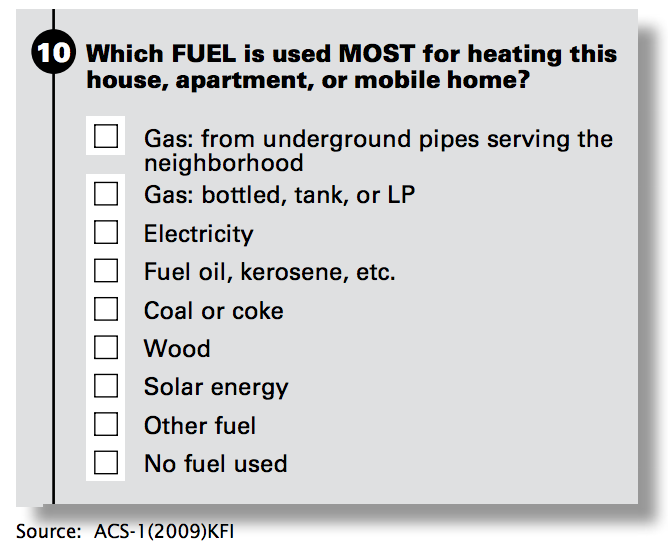 10 Which FUEL is used MOST for heating this
house, apartment, or mobile home?
Gas: from underground pipes serving the
neighborhood
Gas: bottled, tank, or LP
Electricity
Fuel oil, kerosene, etc.
Coal or coke
Wood
Solar energy
Other fuel
No fuel used
Source: ACS-1(2009)KFI